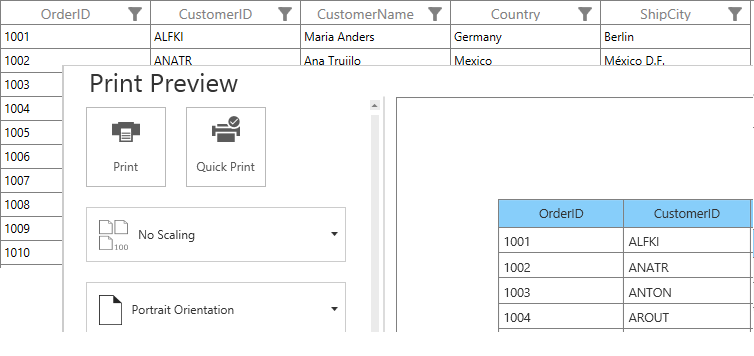 OrderID CustomerID CustomerName Country ShipCity
1001 ALFKI Maria Anders Germany Berlin
1002 ANATR Ana Trujilo Mexico México D.F.
1003
1004
1005
1006
1007
1008
1009
1010
Print Preview
Print Quick Print
100 No Scaling
Portrait Orientation
OrderID CustomerID
1001 ALFKI
1002 ANATR
1003 ANTON
1004 AROUT